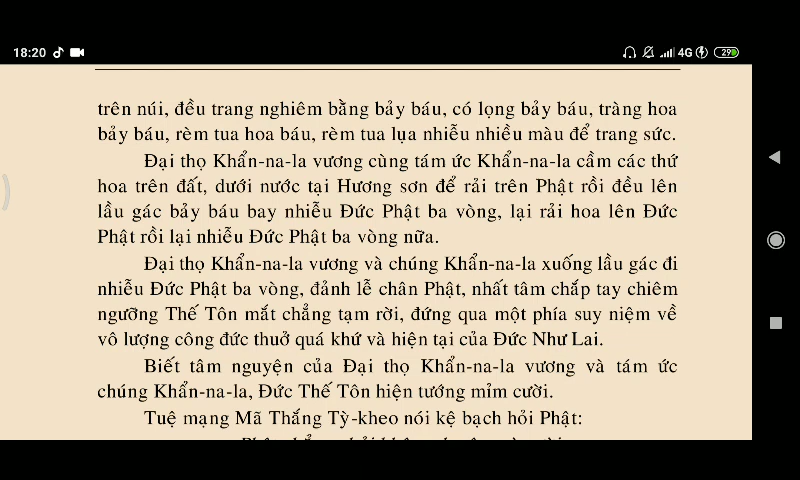 18:20
4G
29
trên núi, đều trang nghiêm bằng bảy báu, có lọng bảy báu, tràng hoa
bảy báu, rèm tua hoa báu, rèm tua lụa nhiễu nhiều màu để trang sức.
Đại thọ Khẩn-na-la vương cùng tám ức Khẩn-na-la cầm các thứ
hoa trên đất, dưới nước tại Hương sơn để rải trên Phật rồi đều lên
lầu gác bảy báu bay nhiễu Đức Phật ba vòng, lại rải hoa lên Đức
Phật rồi lại nhiễu Đức Phật ba vòng nữa.
Đại thọ Khẩn-na-la vương và chúng Khẩn-na-la xuống lầu gác đi
nhiễu Đức Phật ba vòng, đảnh lễ chân Phật, nhất tâm chắp tay chiêm
ngưỡng Thế Tôn mắt chẳng tạm rời, đứng qua một phía suy niệm về
vô lượng công đức thuở quá khứ và hiện tại của Đức Như Lai.
Biết tâm nguyện của Đại thọ Khẩn-na-la vương và tám ức
chúng Khẩn-na-la, Đức Thế Tôn hiện tướng mỉm cười.
Tuệ mạng Mã Thắng Tỳ-kheo nói kệ bạch hỏi Phật: